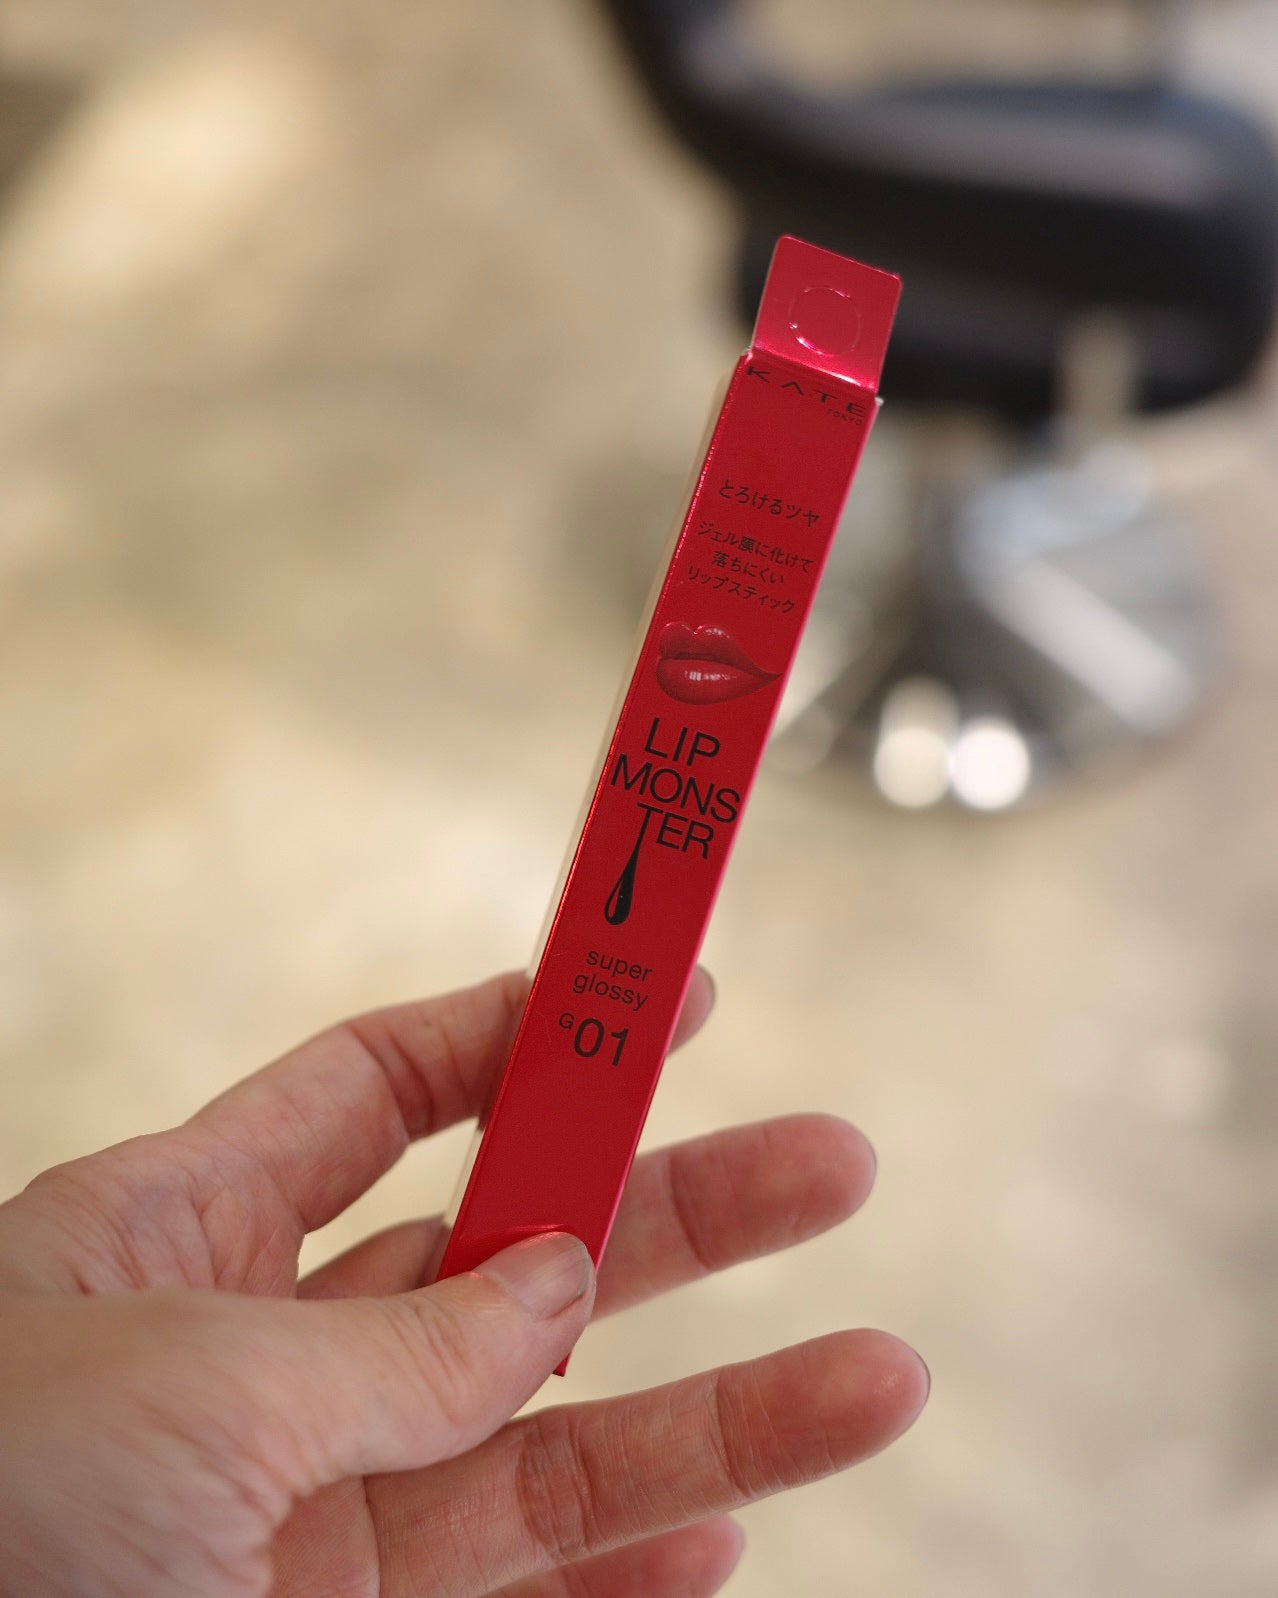 KATE
TOKYO
とろけるツヤ
ジェル膜に化けて
落ちにくい
リップスティック
LIP
MONS
TER
super
glossy
G01